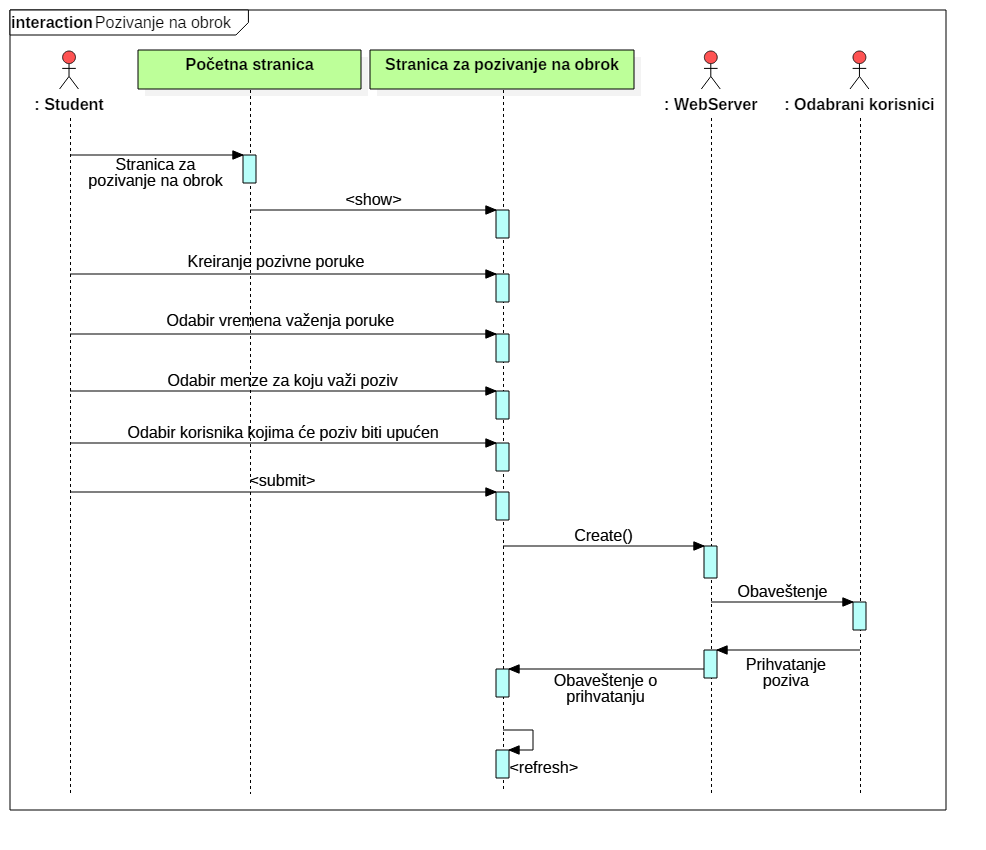 interaction Pozivanje na obrok
Početna stranica
Stranica za pozivanje na obrok
: Student
: WebServer
: Odabrani korisnici
Stranica za
pozivanje na obrok
<show>
Kreiranje pozivne poruke
Odabir vremena važenja poruke
Odabir menze za koju važi poziv
Odabir korisnika kojima će poziv biti upućen
<submit>
Create()
Obaveštenje
Prihvatanje
poziva
Obaveštenje o
prihvatanju
<refresh>